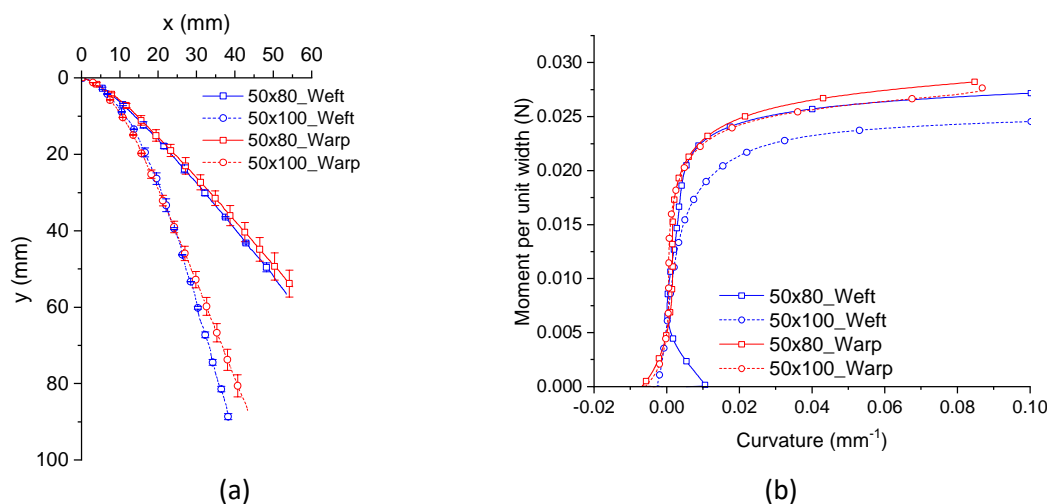 x (mm)
0 10 20 30 40 50 60
0
20
40
60
80
100
y (mm)
50x80_Weft
50x100_Weft
50x80_Warp
50x100_Warp
(a)
Moment per unit width (N)
0.030
0.025
0.020
0.015
0.010
0.005
0.000
50x80_Weft
50x100_Weft
50x80_Warp
50x100_Warp
-0.02 0.00 0.02 0.04 0.06 0.08 0.10
Curvature (mm-1)
(b)